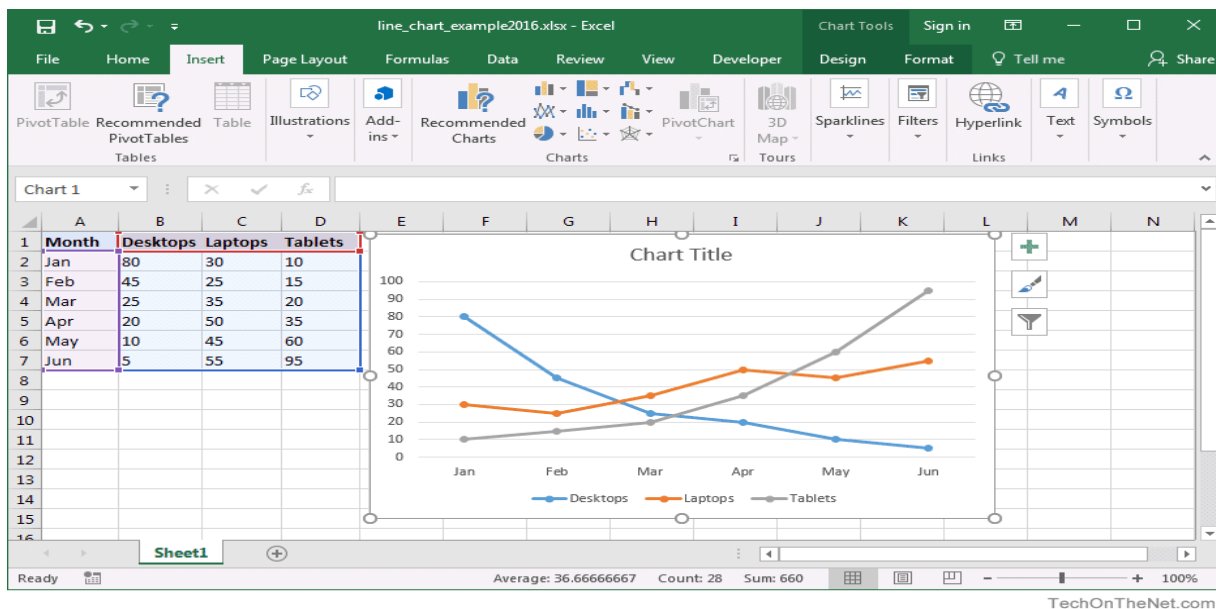 line_chart_example2016.xlsx - Excel
Chart Tools
Sign in
File Home Insert Page Layout Formulas Data Review View Developer Design Format Tell me Share
PivotTable
Recommended
PivotTables
Table
Tables
Illustrations
Add-
ins
Recommended
Charts
PivotChart
Charts
3D
Map
Tours
Sparklines
Filters
Hyperlink
Links
Text
Symbols
Chart 1
fx
A B C D E F G H I J K L M N
1 Month Desktops Laptops Tablets
2 Jan 80 30 10
3 Feb 45 25 15
4 Mar 25 35 20
5 Apr 20 50 35
6 May 10 45 60
7 Jun 5 55 95
8
9
10
11
12
13
14
15
16
Chart Title
100
90
80
70
60
50
40
30
20
10
0
Jan Feb Mar Apr May Jun
Desktops Laptops Tablets
Sheet1
Ready
Average: 36.66666667 Count: 28 Sum: 660
100%
TechOnTheNet.com